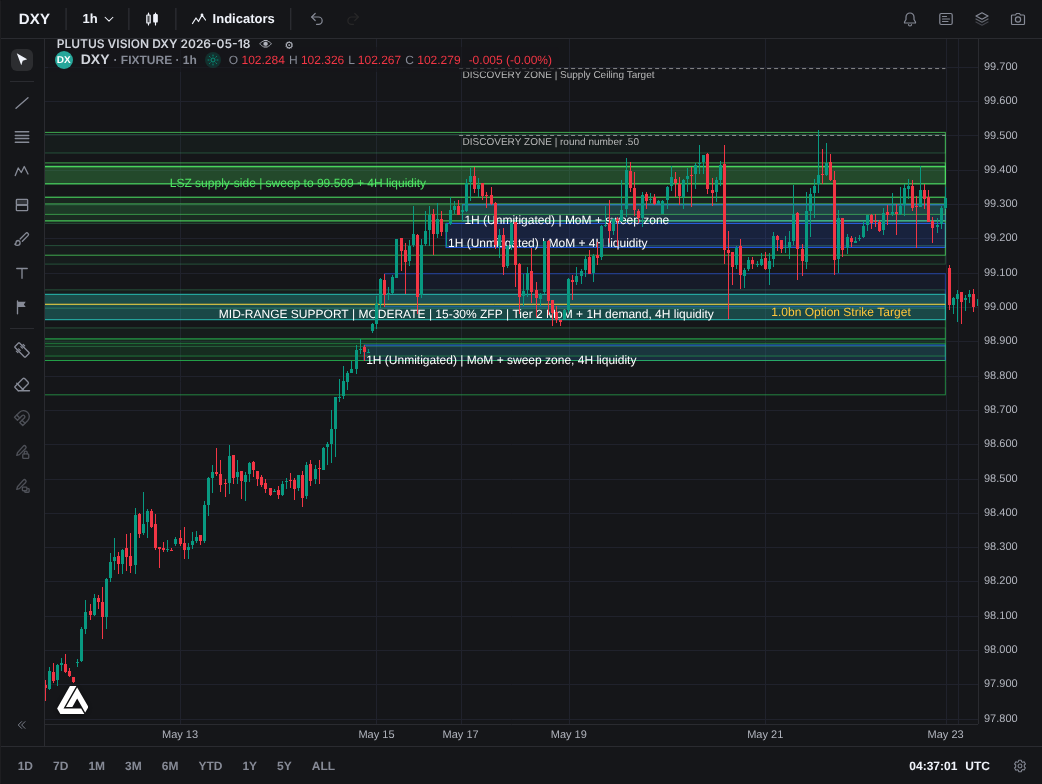 DXY 1h Indicators
PLUTUS VISION DXY 2026-05-18
DX DXY · FIXTURE · 1h O 102.284 H 102.326 L 102.267 C 102.279 -0.005 (-0.00%)
DISCOVERY ZONE | Supply Ceiling Target
DISCOVERY ZONE | round number .50
LSZ supply-side | sweep to 99.509 + 4H liquidity
1H (Unmitigated) | MoM + sweep zone
1H (Unmitigated) | MoM + 4H liquidity
MID-RANGE SUPPORT | MODERATE | 15-30% ZFP | Tier 2 MoM + 1H demand, 4H liquidity
1.0bn Option Strike Target
1H (Unmitigated) | MoM + sweep zone, 4H liquidity
99.700
99.600
99.500
99.400
99.300
99.200
99.100
99.000
98.900
98.800
98.700
98.600
98.500
98.400
98.300
98.200
98.100
98.000
97.900
97.800
May 13 May 15 May 17 May 19 May 21 May 23
1D 7D 1M 3M 6M YTD 1Y 5Y ALL 04:37:01 UTC